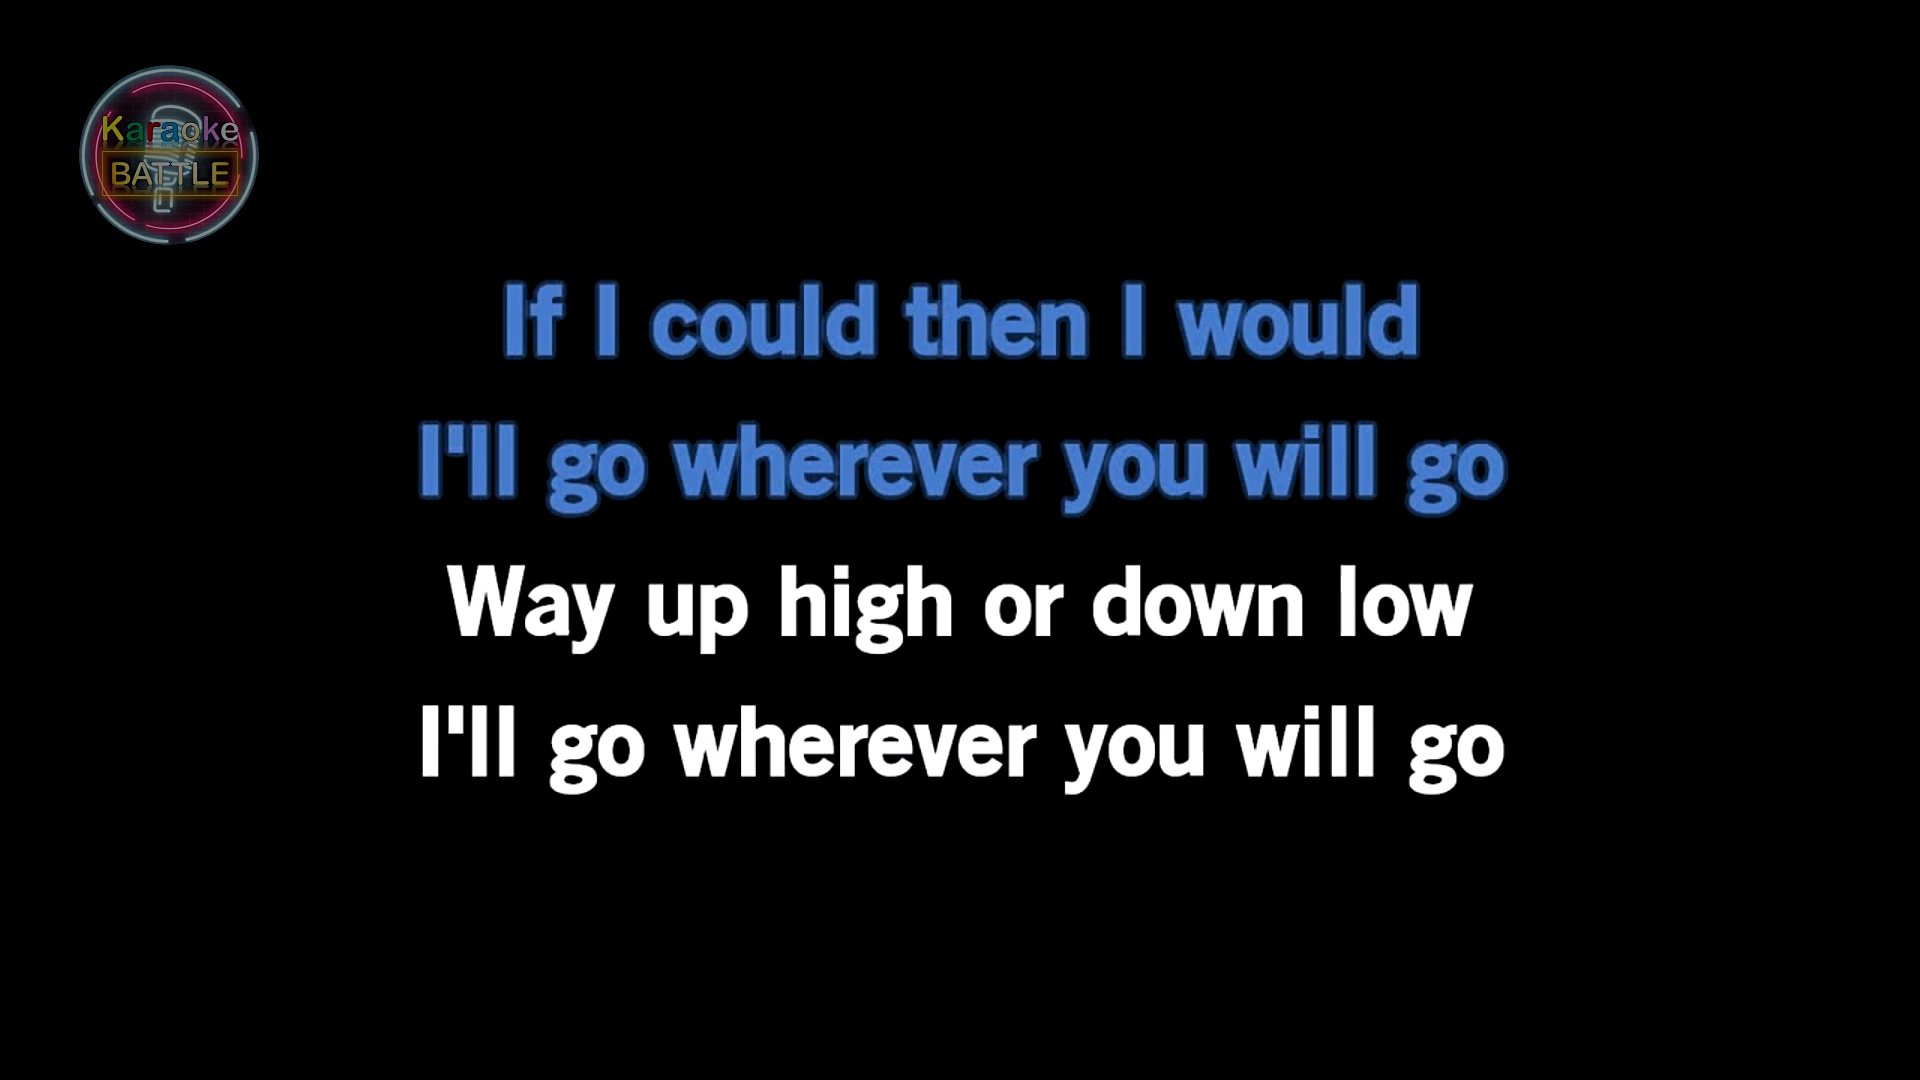 Karaoke
BATTLE
If I could then I would
I'll go wherever you will go
Way up high or down low
I'll go wherever you will go